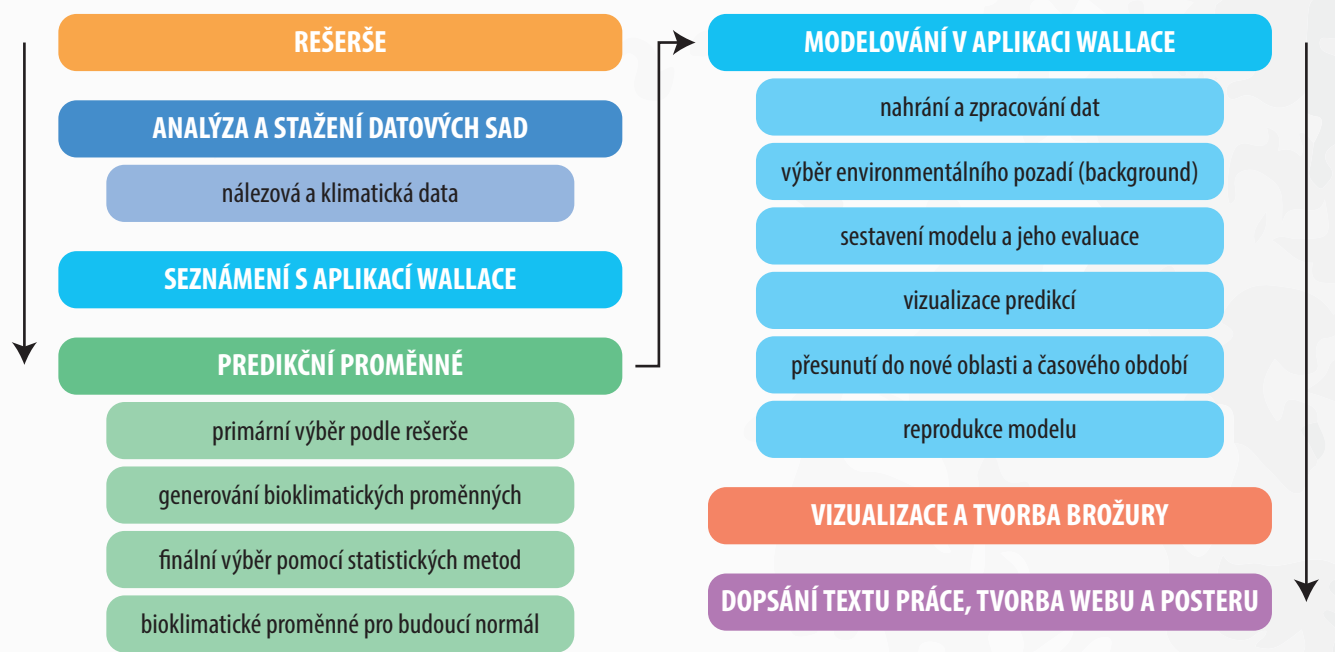 REŠERŠE
ANALÝZA A STAŽENÍ DATOVÝCH SAD
nálezová a klimatická data
SEZNÁMENÍ S APLIKACÍ WALLACE
PREDIKČNÍ PROMĚNNÉ
primární výběr podle rešerše
generování bioklimatických proměnných
finální výběr pomocí statistických metod
bioklimatické proměnné pro budoucí normál
MODELOVÁNÍ V APLIKACI WALLACE
nahrání a zpracování dat
výběr environmentálního pozadí (background)
sestavení modelu a jeho evaluace
vizualizace predikcí
přesunutí do nové oblasti a časového období
reprodukce modelu
VIZUALIZACE A TVORBA BROŽURY
DOPSÁNÍ TEXTU PRÁCE, TVORBA WEBU A POSTERU